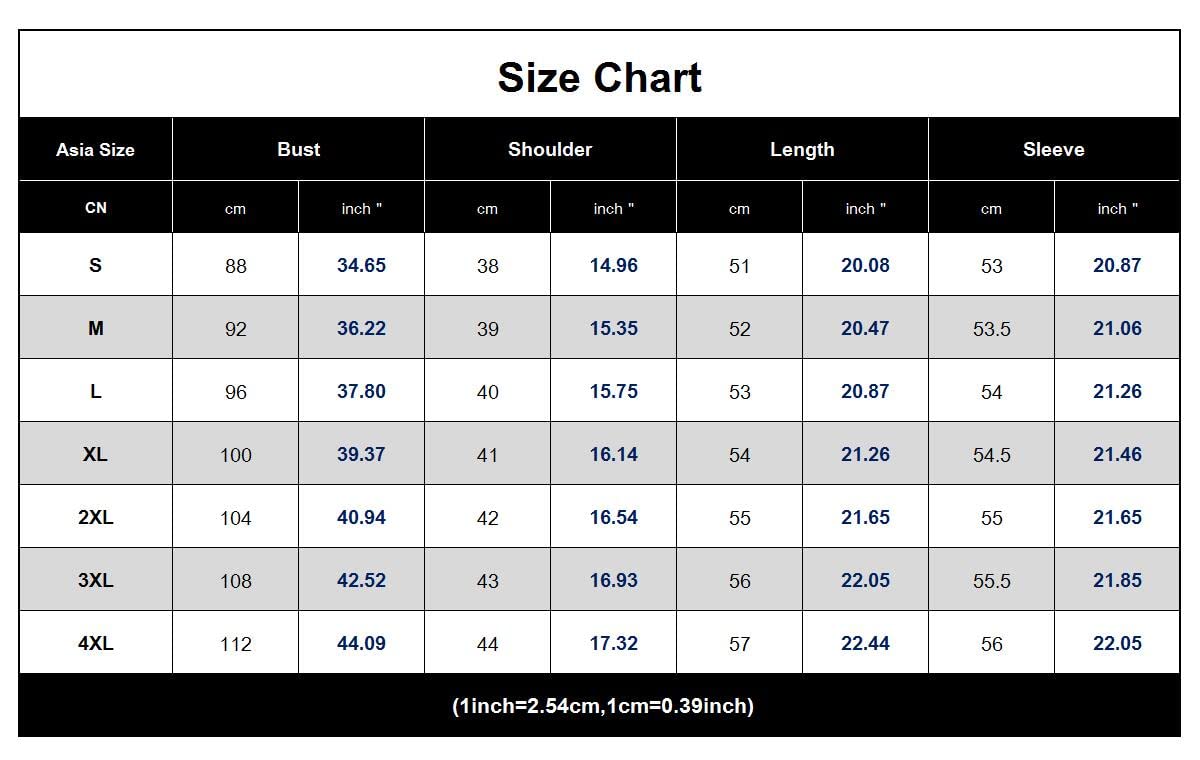 Size Chart
Asia Size Bust Shoulder Length Sleeve
CN cm inch " cm inch " cm inch " cm inch "
S 88 34.65 38 14.96 51 20.08 53 20.87
M 92 36.22 39 15.35 52 20.47 53.5 21.06
L 96 37.80 40 15.75 53 20.87 54 21.26
XL 100 39.37 41 16.14 54 21.26 54.5 21.46
2XL 104 40.94 42 16.54 55 21.65 55 21.65
3XL 108 42.52 43 16.93 56 22.05 55.5 21.85
4XL 112 44.09 44 17.32 57 22.44 56 22.05
(1inch=2.54cm,1cm=0.39inch)